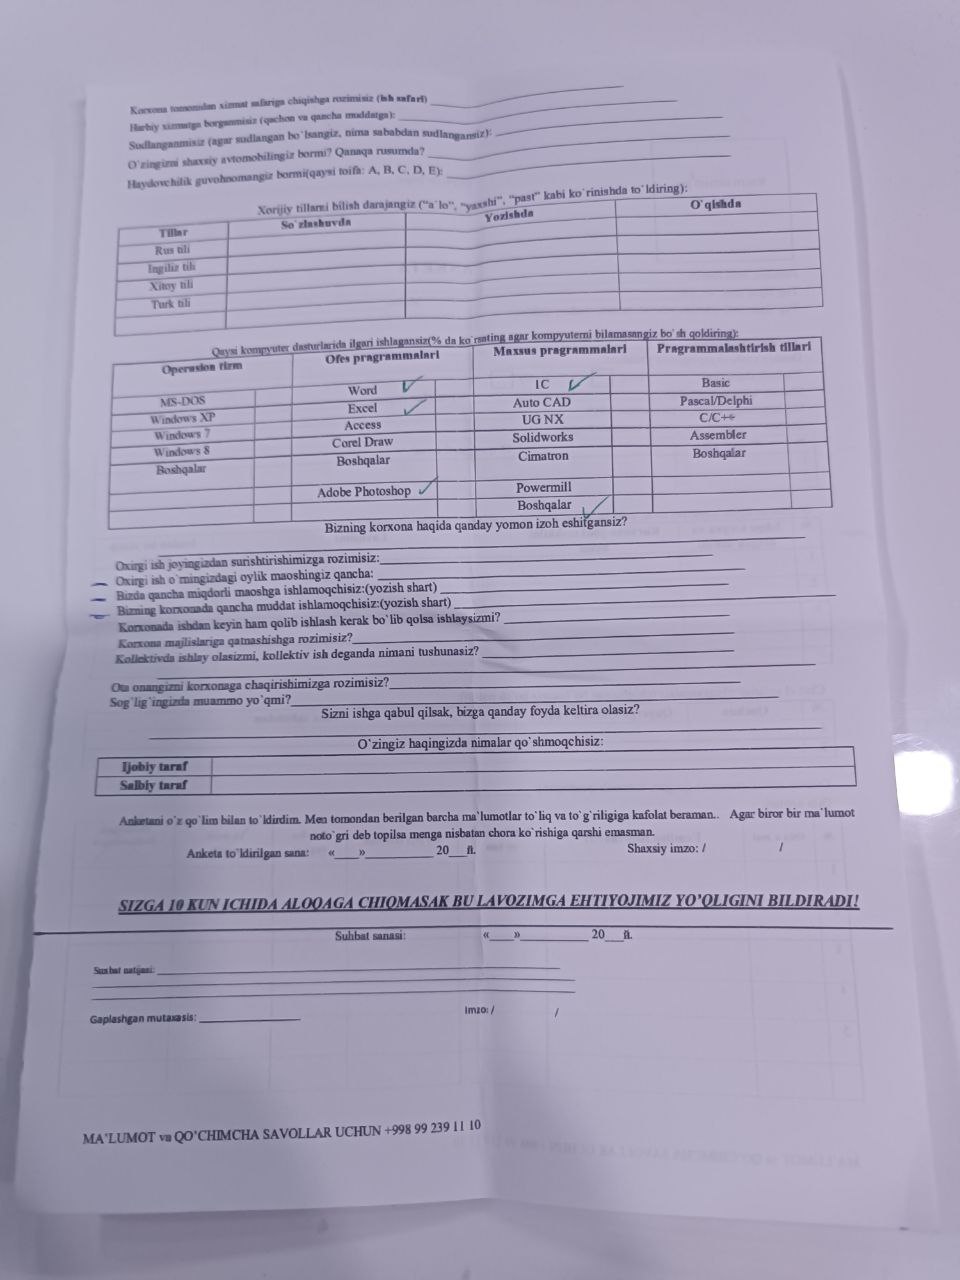 Korxona tomonidan xizmat safariga chiqishga rozimisiz (ish safari)
Harbiy xizmatga borganmisiz (qachon va qancha muddatga):
Sudlanganmisiz (agar sudlangan bo`lsangiz, nima sababdan sudlangansiz):
O`zingizni shaxsiy avtomobilingiz bormi? Qanaqa rusumda?
Haydovchilik guvohnomangiz bormi(qaysi toifa: A, B, C, D, E):
Xorijiy tillarni bilish darajangiz ("a`lo", "yaxshi", "past" kabi ko`rinishda to`ldiring):
Tillar So`zlashuvda Yozishda O`qishda
Rus tili
Ingiliz tili
Xitoy tili
Turk tili
Qaysi kompyuter dasturlarida ilgari ishlagansiz(% da ko`rsating agar kompyuterni bilamasangiz bo`sh qoldiring):
Operasion tizm Ofes pragrammalari Maxsus pragrammalari Pragrammalashtirish tillari
MS-DOS Word ✓ 1C ✓ Basic
Windows XP Excel ✓ Auto CAD Pascal/Delphi
Windows 7 Access UG NX C/C++
Windows 8 Corel Draw Solidworks Assembler
Boshqalar Boshqalar Cimatron Boshqalar
Adobe Photoshop ✓ Powermill
Boshqalar ✓
Bizning korxona haqida qanday yomon izoh eshitgansiz?
Oxirgi ish joyingizdan surishtirishimizga rozimisiz:
Oxirgi ish o`rningizdagi oylik maoshingiz qancha:
Bizda qancha miqdorli maoshga ishlamoqchisiz:(yozish shart)
Bizning korxonada qancha muddat ishlamoqchisiz:(yozish shart)
Korxonada ishdan keyin ham qolib ishlash kerak bo`lib qolsa ishlaysizmi?
Korxona majlislariga qatnashishga rozimisiz?
Kollektivda ishlay olasizmi, kollektiv ish deganda nimani tushunasiz?
Ota onangizni korxonaga chaqirishimizga rozimisiz?
Sog`lig`ingizda muammo yo`qmi?
Sizni ishga qabul qilsak, bizga qanday foyda keltira olasiz?
O`zingiz haqingizda nimalar qo`shmoqchisiz:
Ijobiy taraf
Salbiy taraf
Anketani o`z qo`lim bilan to`ldirdim. Men tomondan berilgan barcha ma`lumotlar to`liq va to`g`riligiga kafolat beraman.. Agar biror bir ma`lumot
noto`gri deb topilsa menga nisbatan chora ko`rishiga qarshi emasman.
Anketa to`ldirilgan sana: «___»_________ 20__й. Shaxsiy imzo: / /
SIZGA 10 KUN ICHIDA ALOQAGA CHIQMASAK BU LAVOZIMGA EHTIYOJIMIZ YO’QLIGINI BILDIRADI!
Suhbat sanasi: «___»_________ 20__й.
Suxbat natijasi:
Gaplashgan mutaxasis: Imzo: / /
MA’LUMOT va QO’CHIMCHA SAVOLLAR UCHUN +998 99 239 11 10